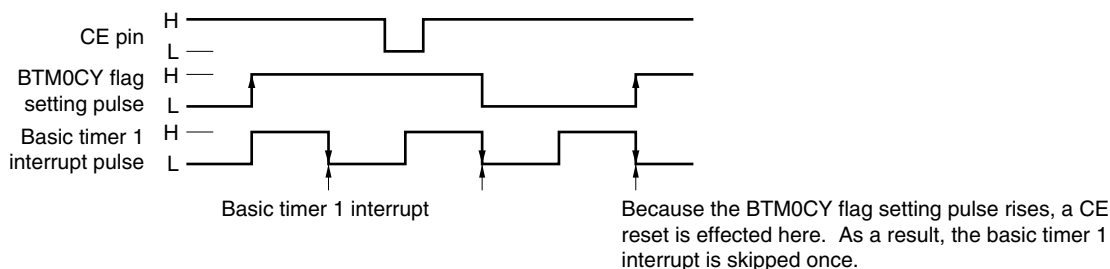 H
CE pin
L
BTM0CY flag
setting pulse
H
L
Basic timer 1
interrupt pulse
H
L
Basic timer 1 interrupt
Because the BTM0CY flag setting pulse rises, a CE
reset is effected here. As a result, the basic timer 1
interrupt is skipped once.